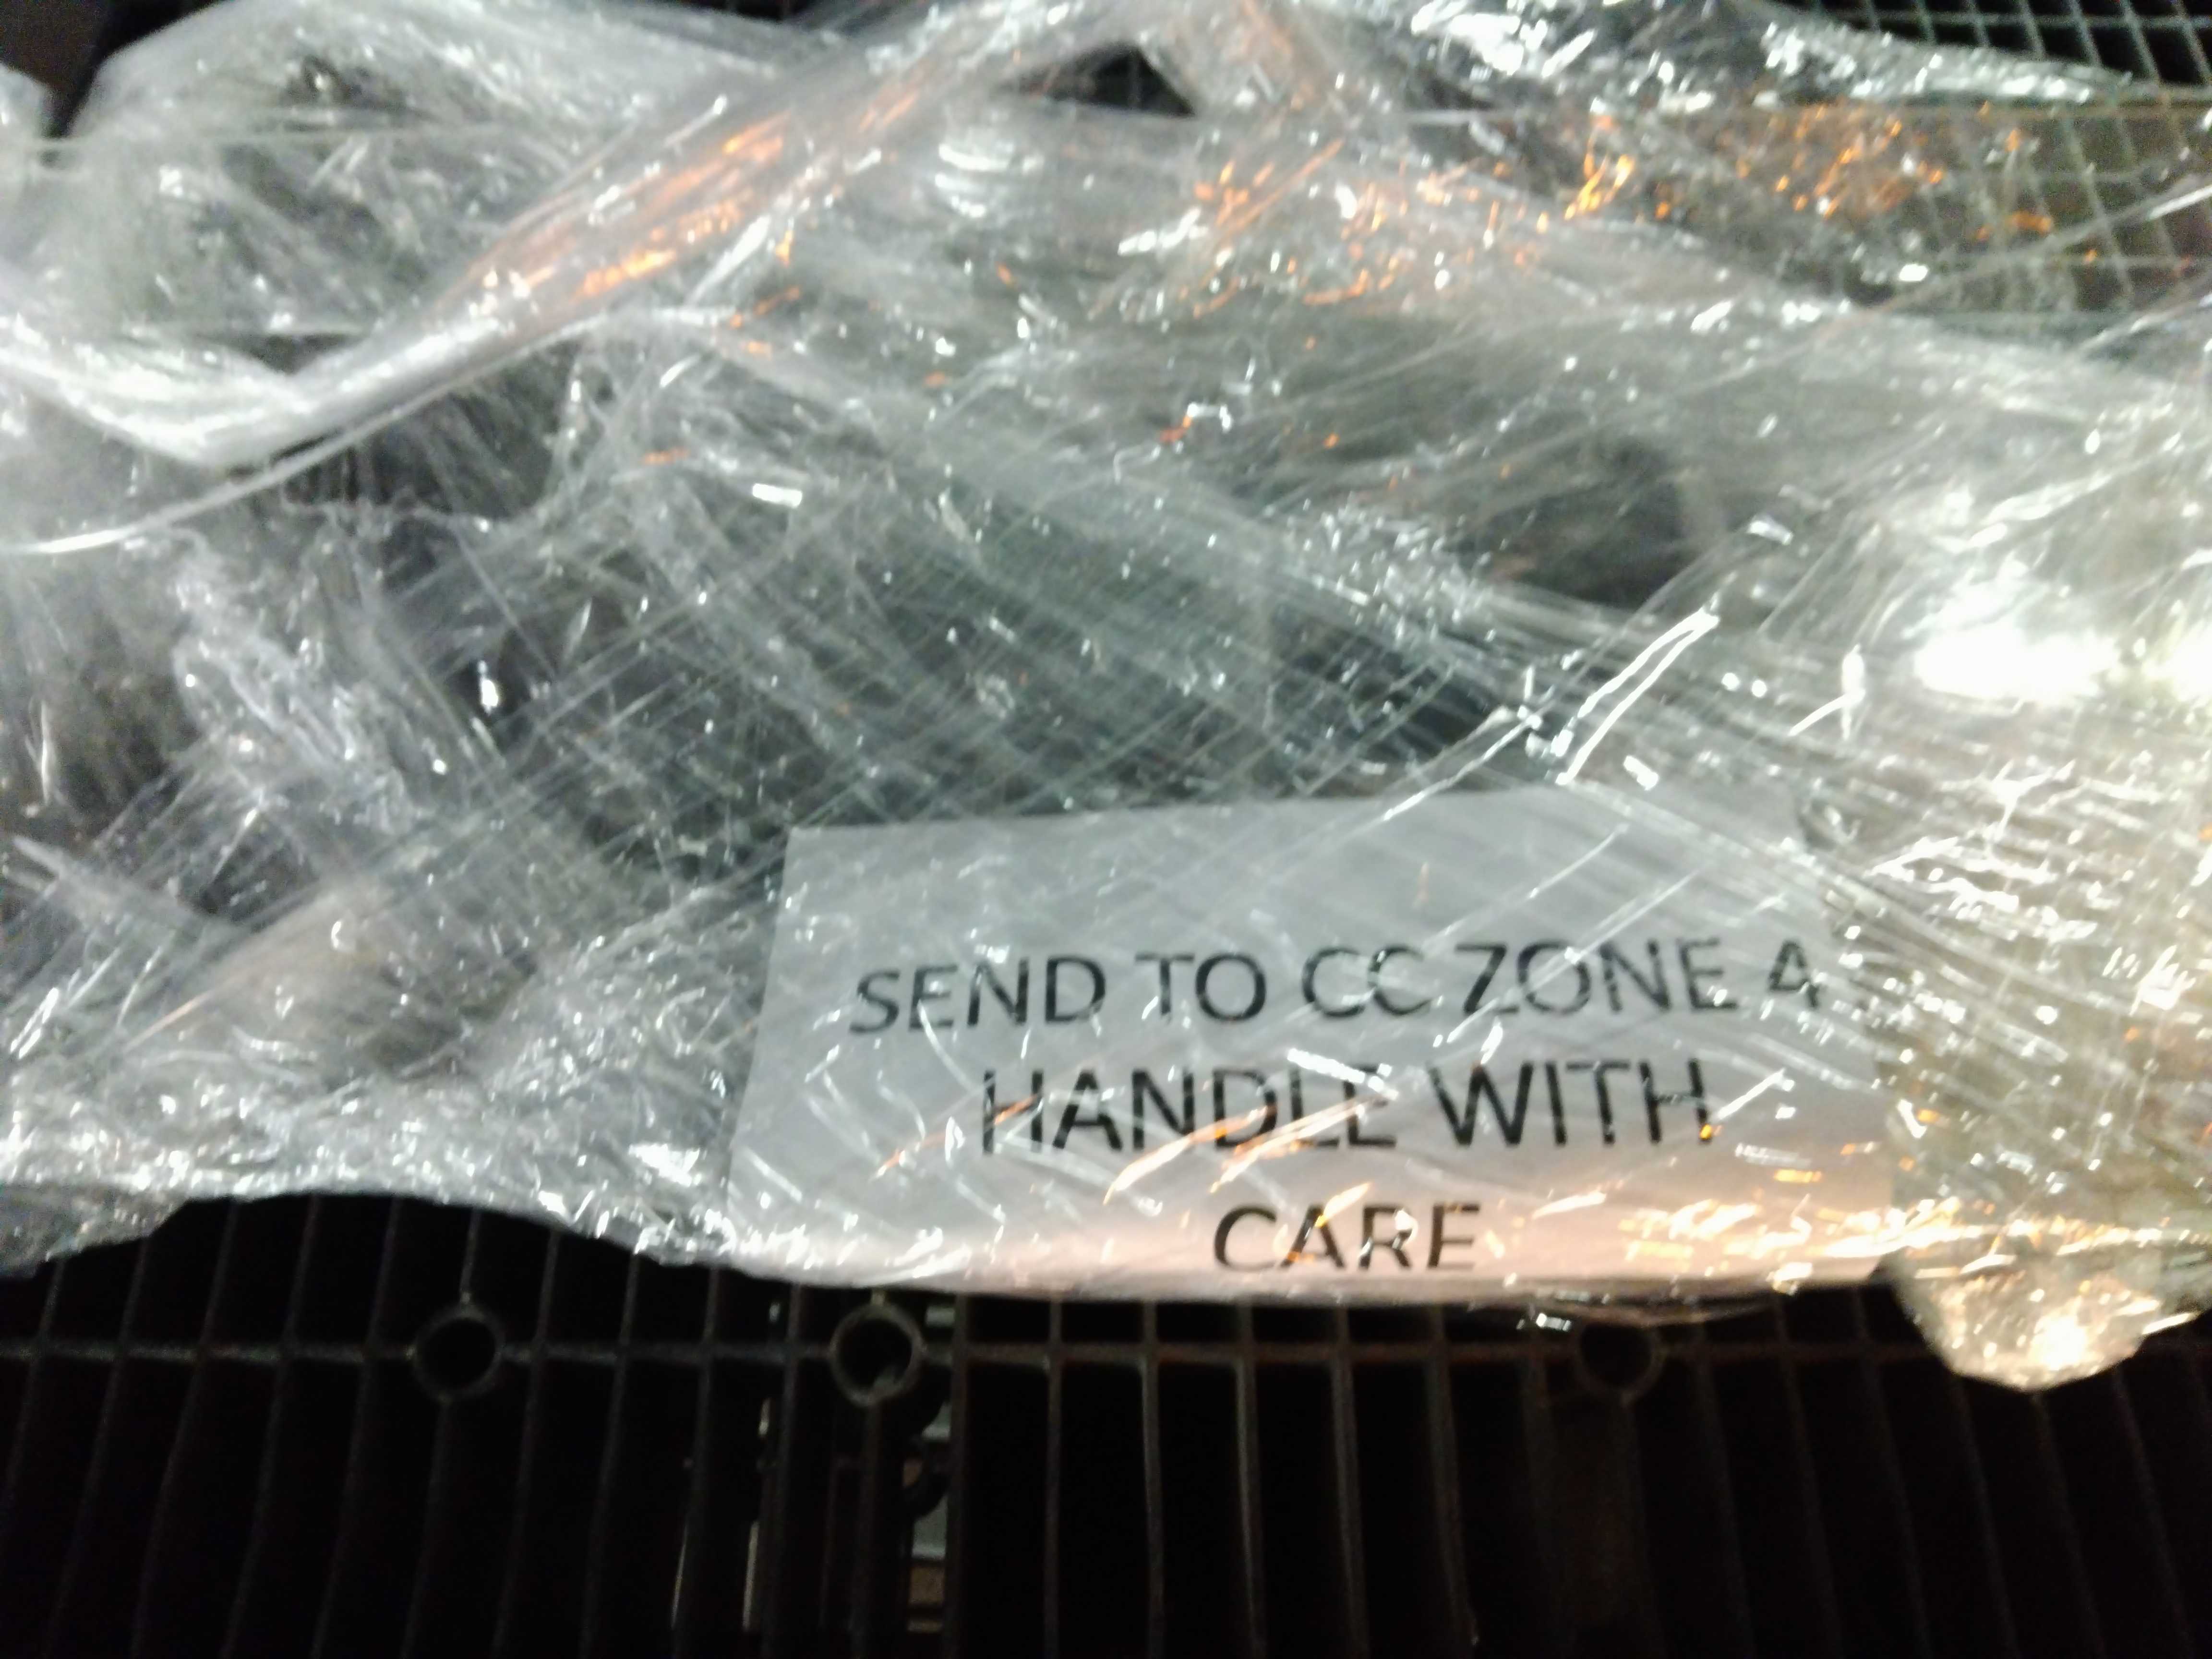 SEND TO CC ZONE 4
HANDLE WITH
CARE